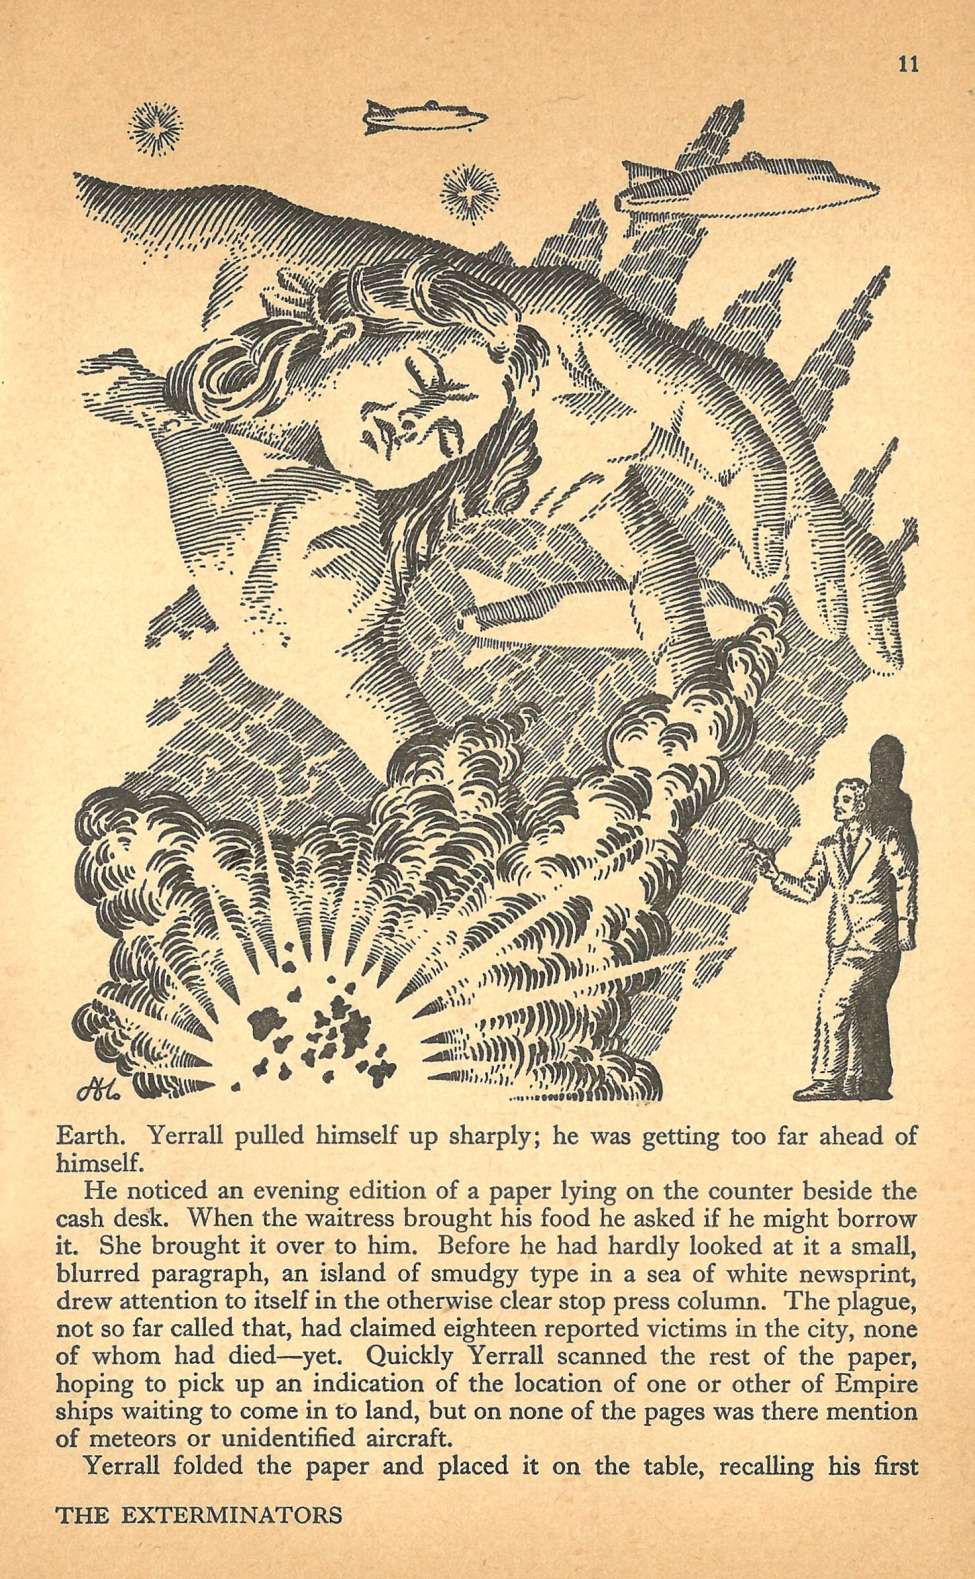 11
Earth. Yerrall pulled himself up sharply; he was getting too far ahead of
himself.
He noticed an evening edition of a paper lying on the counter beside the
cash desk. When the waitress brought his food he asked if he might borrow
it. She brought it over to him. Before he had hardly looked at it a small,
blurred paragraph, an island of smudgy type in a sea of white newsprint,
drew attention to itself in the otherwise clear stop press column. The plague,
not so far called that, had claimed eighteen reported victims in the city, none
of whom had died—yet. Quickly Yerrall scanned the rest of the paper,
hoping to pick up an indication of the location of one or other of Empire
ships waiting to come in to land, but on none of the pages was there mention
of meteors or unidentified aircraft.
Yerrall folded the paper and placed it on the table, recalling his first
THE EXTERMINATORS